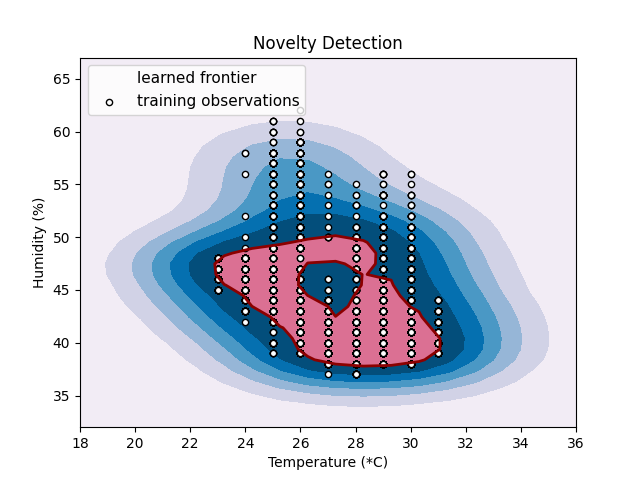 Novelty Detection
learned frontier
training observations
65
60
55
50
45
40
35
Humidity (%)
18 20 22 24 26 28 30 32 34 36
Temperature (*C)